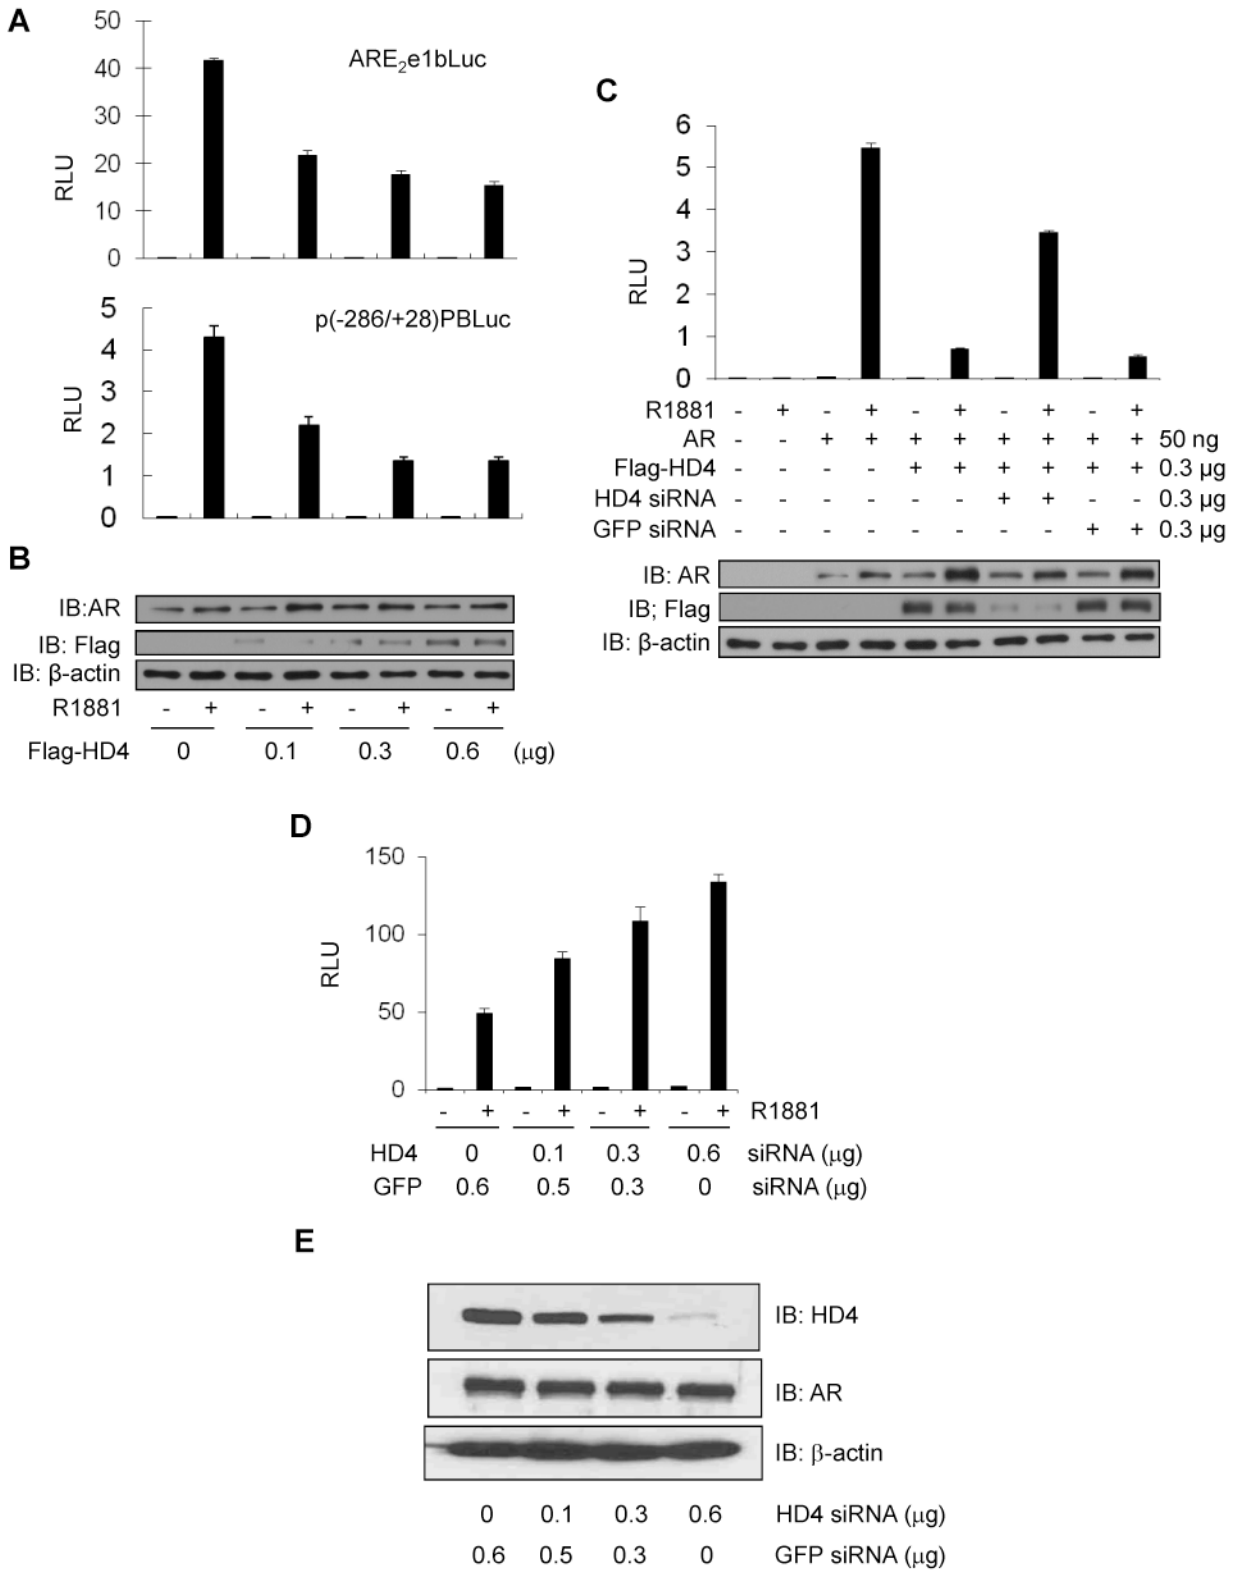 A
50
40
30
20
10
0
RLU
ARE2e1bLuc
5
4
3
2
1
0
RLU
p(-286/+28)PBLuc
B
IB:AR
IB: Flag
IB: β-actin
R1881 - + - + - + - +
Flag-HD4 0 0.1 0.3 0.6 (μg)
C
6
5
4
3
2
1
0
RLU
R1881 - + - + - + - + - +
AR - - + + + + + + + + 50 ng
Flag-HD4 - - - - + + + + + + 0.3 μg
HD4 siRNA - - - - - - + + - - 0.3 μg
GFP siRNA - - - - - - - - + + 0.3 μg
IB: AR
IB; Flag
IB: β-actin
D
150
100
50
0
RLU
- + - + - + - + R1881
HD4 0 0.1 0.3 0.6 siRNA (μg)
GFP 0.6 0.5 0.3 0 siRNA (μg)
E
IB: HD4
IB: AR
IB: β-actin
0 0.1 0.3 0.6 HD4 siRNA (μg)
0.6 0.5 0.3 0 GFP siRNA (μg)